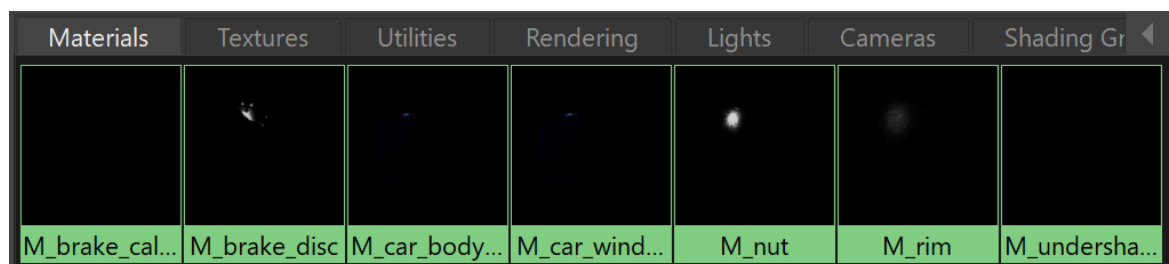 Materials Textures Utilities Rendering Lights Cameras Shading Gr
M_brake_cal... M_brake_disc M_car_body... M_car_wind... M_nut M_rim M_undersha...